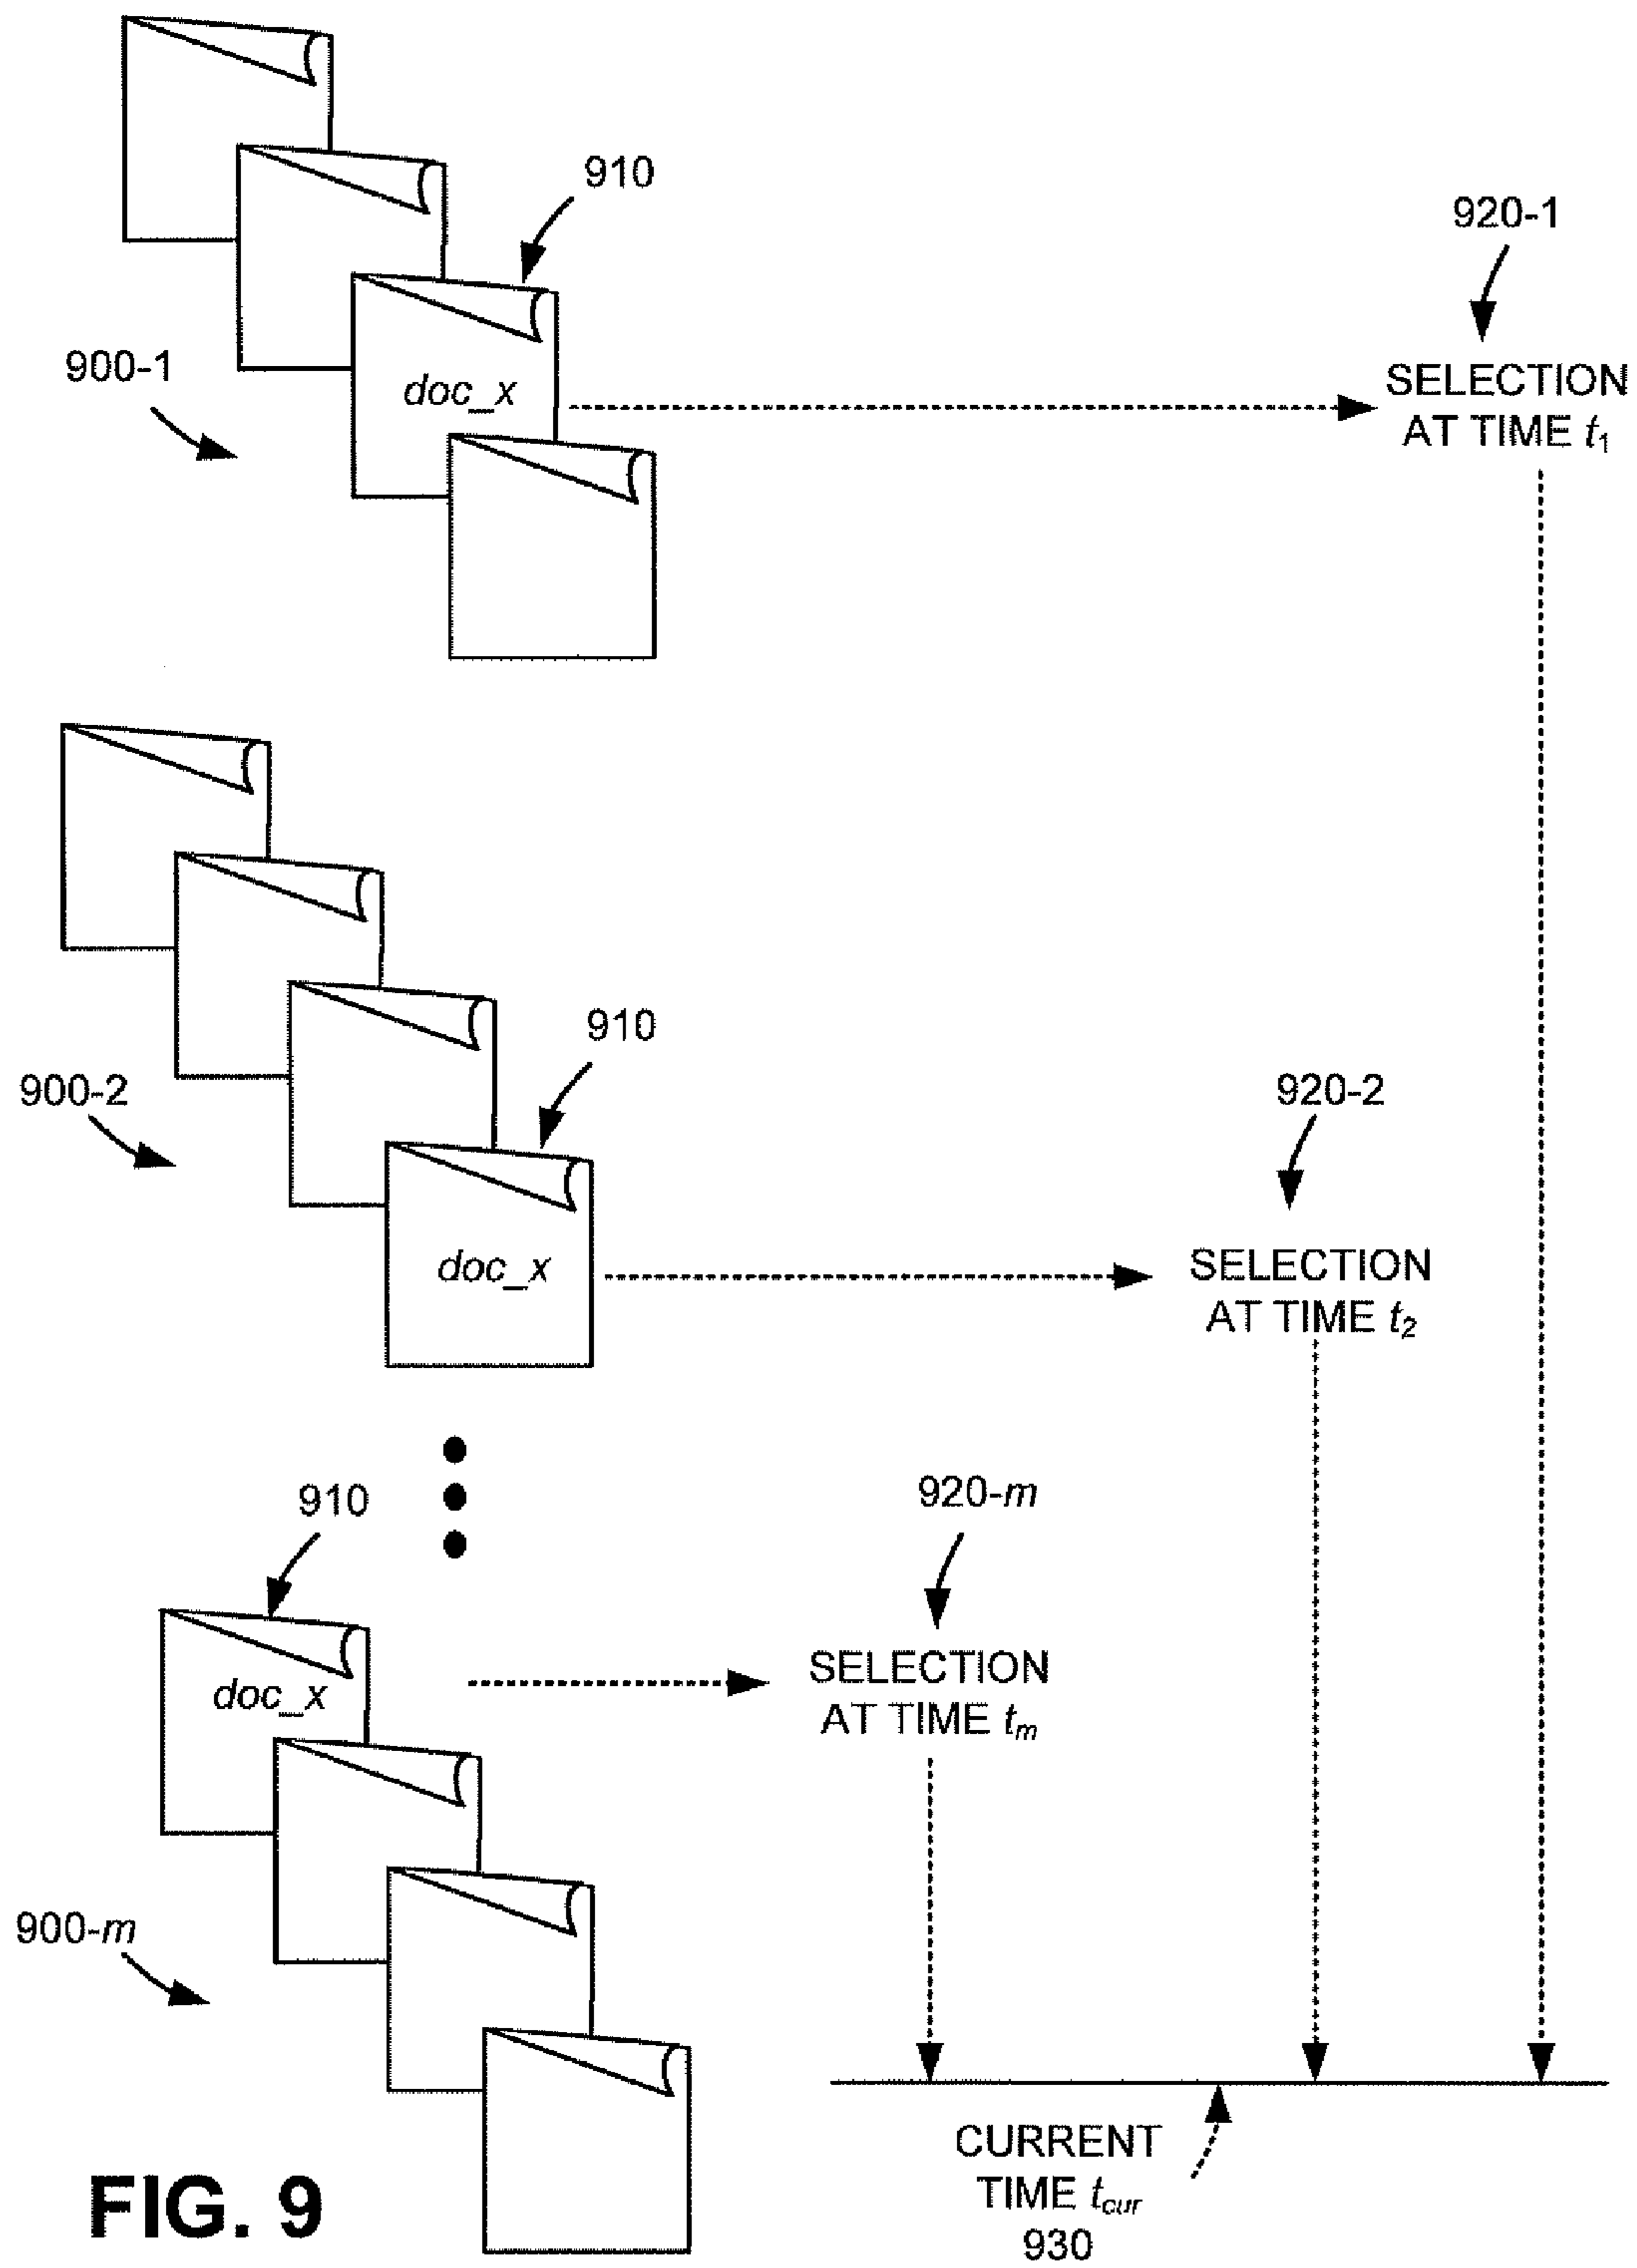 910
920-1
900-1
doc_x
SELECTION
AT TIME t1
910
900-2
920-2
doc_x
SELECTION
AT TIME t2
910
920-m
doc_x
SELECTION
AT TIME tm
900-m
CURRENT
TIME tcur
930
FIG. 9